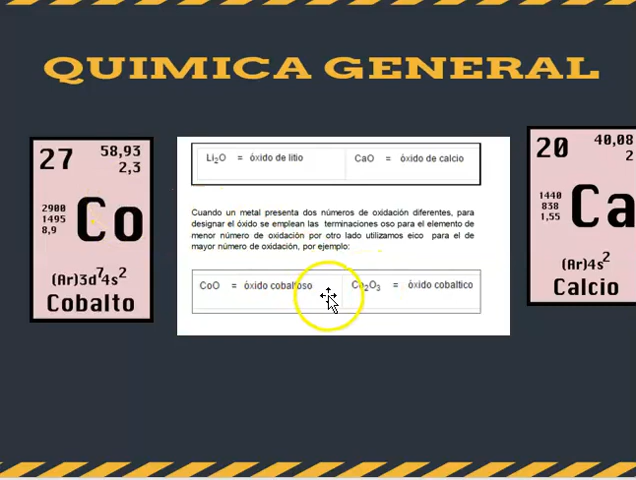 QUIMICA GENERAL
27 58,93
2,3
2900
1495
8,9
Co
(Ar)3d⁷4s²
Cobalto
Li₂O = óxido de litio CaO = óxido de calcio
Cuando un metal presenta dos números de oxidación diferentes, para
designar el óxido se emplean las terminaciones oso para el elemento de
menor número de oxidación por otro lado utilizamos eico para el de
mayor número de oxidación, por ejemplo:
CoO = óxido cobaltoso Co₂O₃ = óxido cobaltico
20 40,08
2
1440
838
1,55
Ca
(Ar)4s²
Calcio